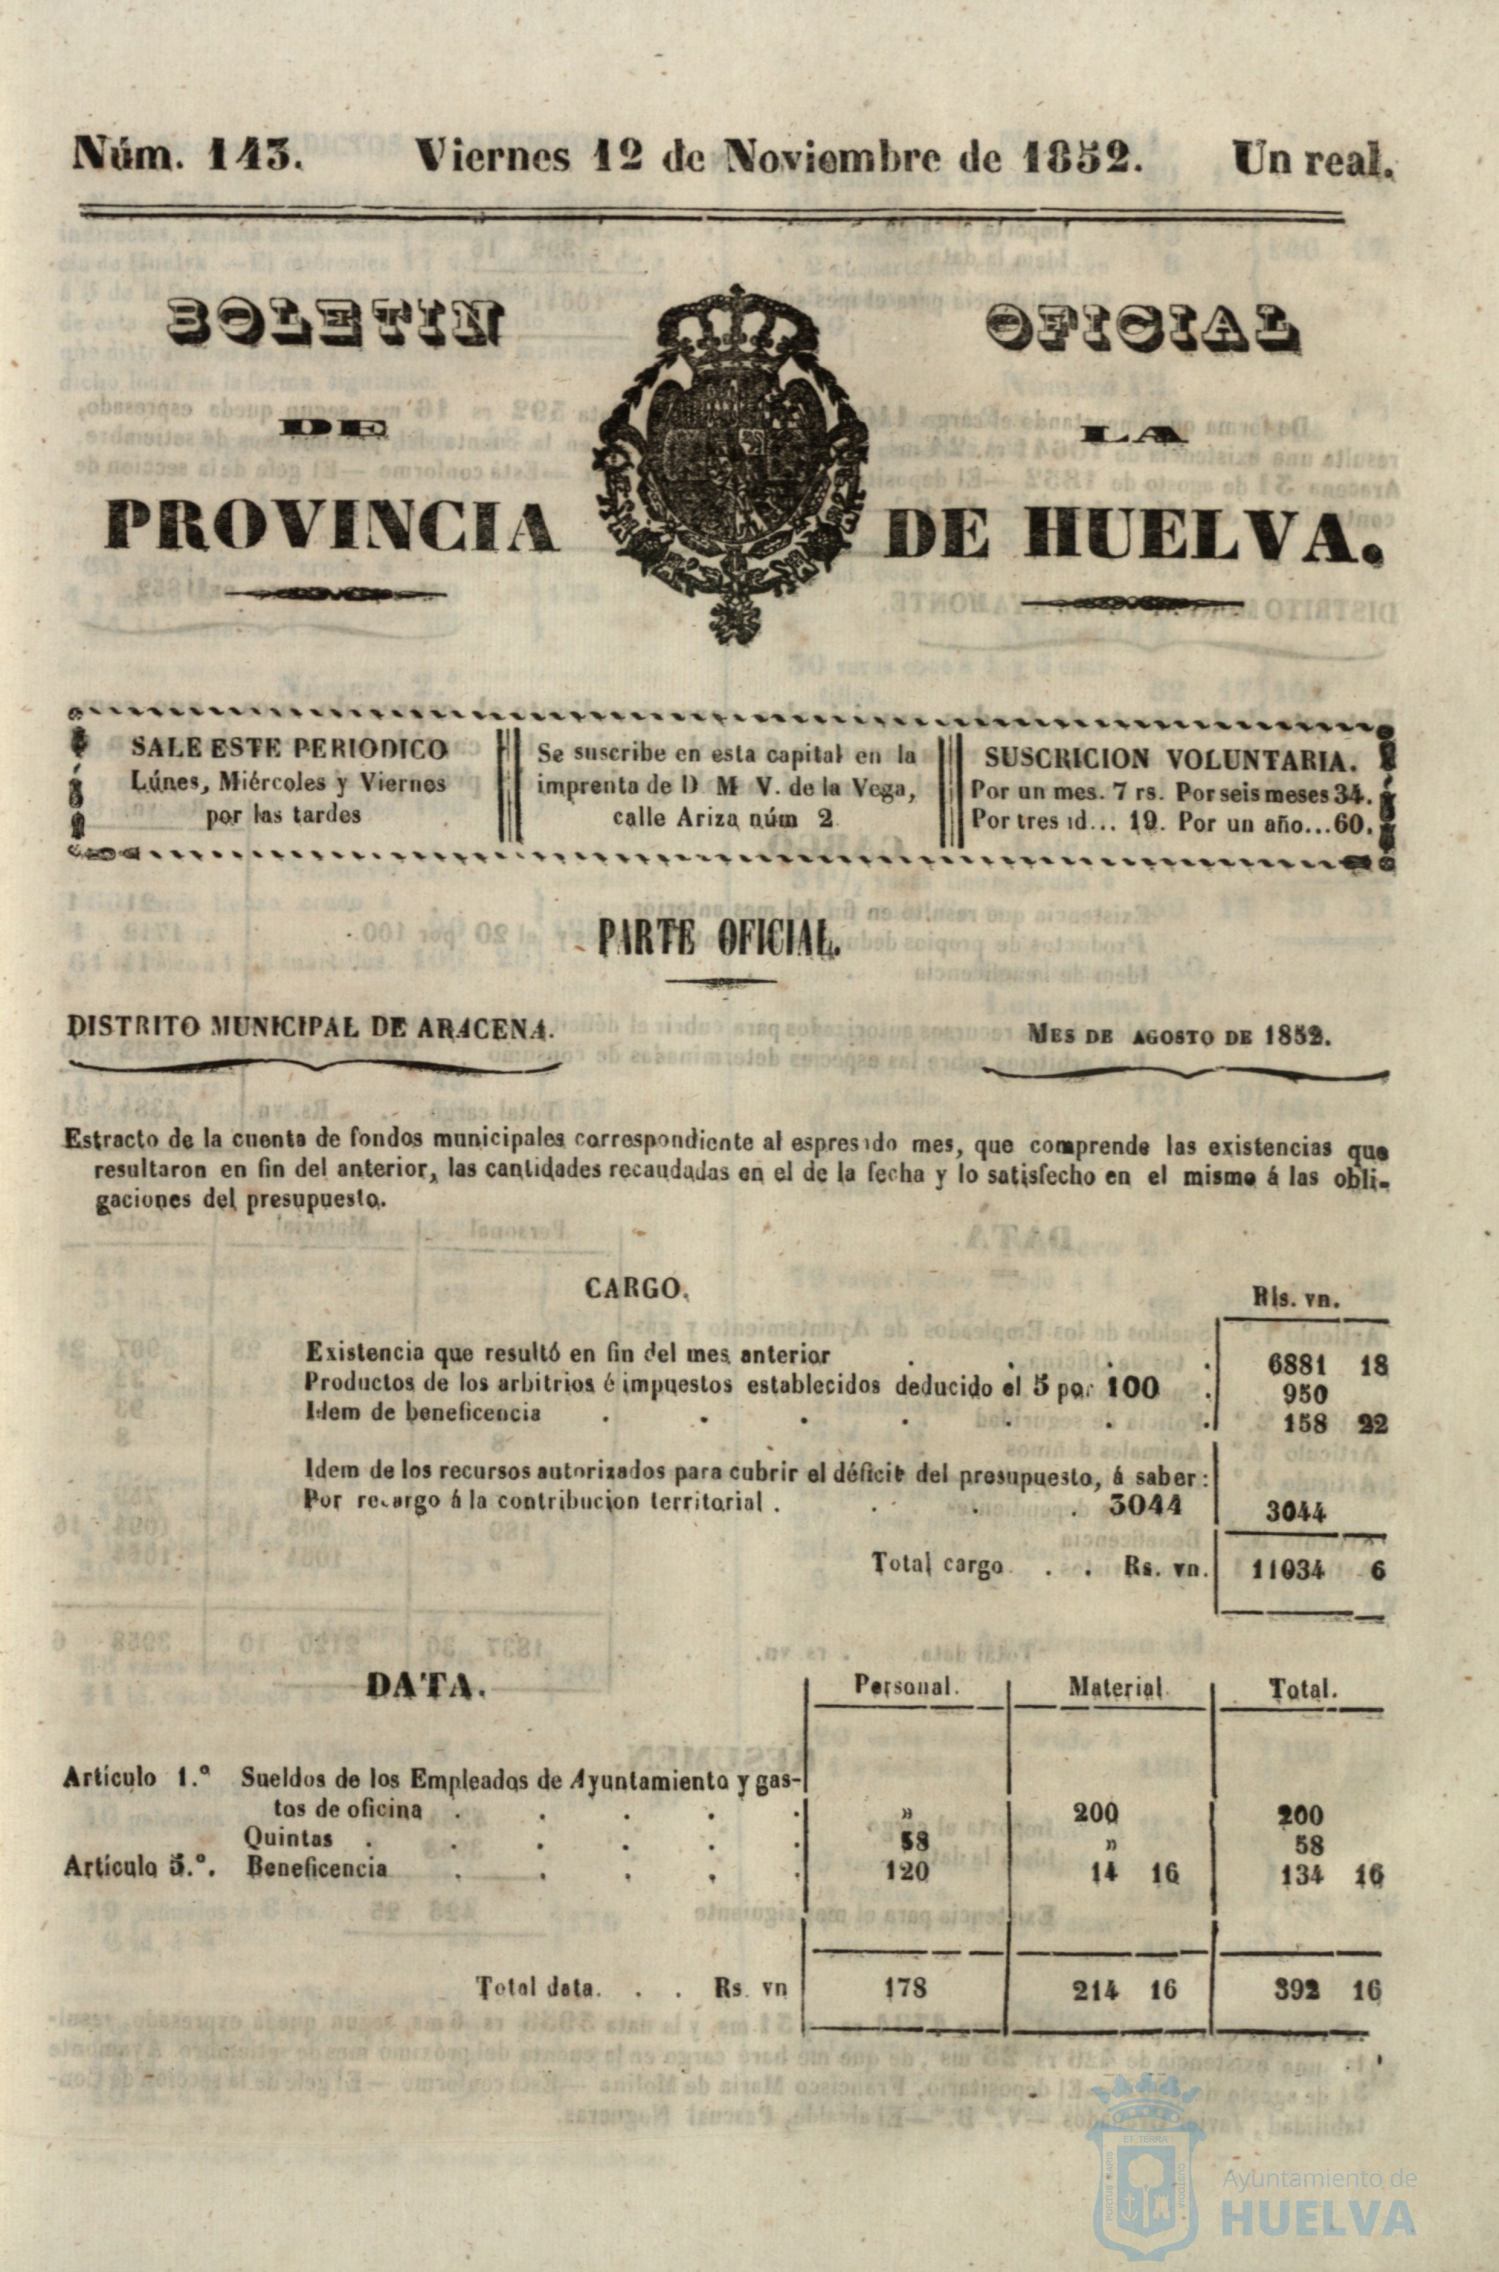 Núm. 143. Viernes 12 de Noviembre de 1852. Un real.
BOLETIN OFICIAL
DE LA
PROVINCIA DE HUELVA.
SALE ESTE PERIODICO
Lúnes, Miércoles y Viernes
por las tardes
Se suscribe en esta capital en la
imprenta de D M V. de la Vega,
calle Ariza núm 2
SUSCRICION VOLUNTARIA.
Por un mes. 7 rs. Por seis meses 34.
Por tres id... 19. Por un año...60.
PARTE OFICIAL.
DISTRITO MUNICIPAL DE ARACENA. MES DE AGOSTO DE 1852.
Estracto de la cuenta de fondos municipales correspondiente al espresado mes, que comprende las existencias que
resultaron en fin del anterior, las cantidades recaudadas en el de la fecha y lo satisfecho en el mismo á las obli-
gaciones del presupuesto.
CARGO. Rls. vn.
Existencia que resultó en fin del mes anterior . . . . 6881 18
Productos de los arbitrios é impuestos establecidos deducido el 5 por 100 . 950
Idem de beneficencia . . . . . . . 158 22
Idem de los recursos autorizados para cubrir el déficit del presupuesto, á saber:
Por recargo á la contribucion territorial . . . . 3044 3044
Total cargo . . Rs. vn. 11034 6
DATA. Personal. Material. Total.
Artículo 1.º Sueldos de los Empleados de Ayuntamiento y gas-
tos de oficina . . . . . » 200 200
Quintas . . . . . . 58 » 58
Artículo 5.º. Beneficencia . . . . . 120 14 16 134 16
Total data. . . Rs. vn 178 214 16 392 16
ET TERRA
PORTUS MARIS
CUSTODIA
Ayuntamiento de
HUELVA